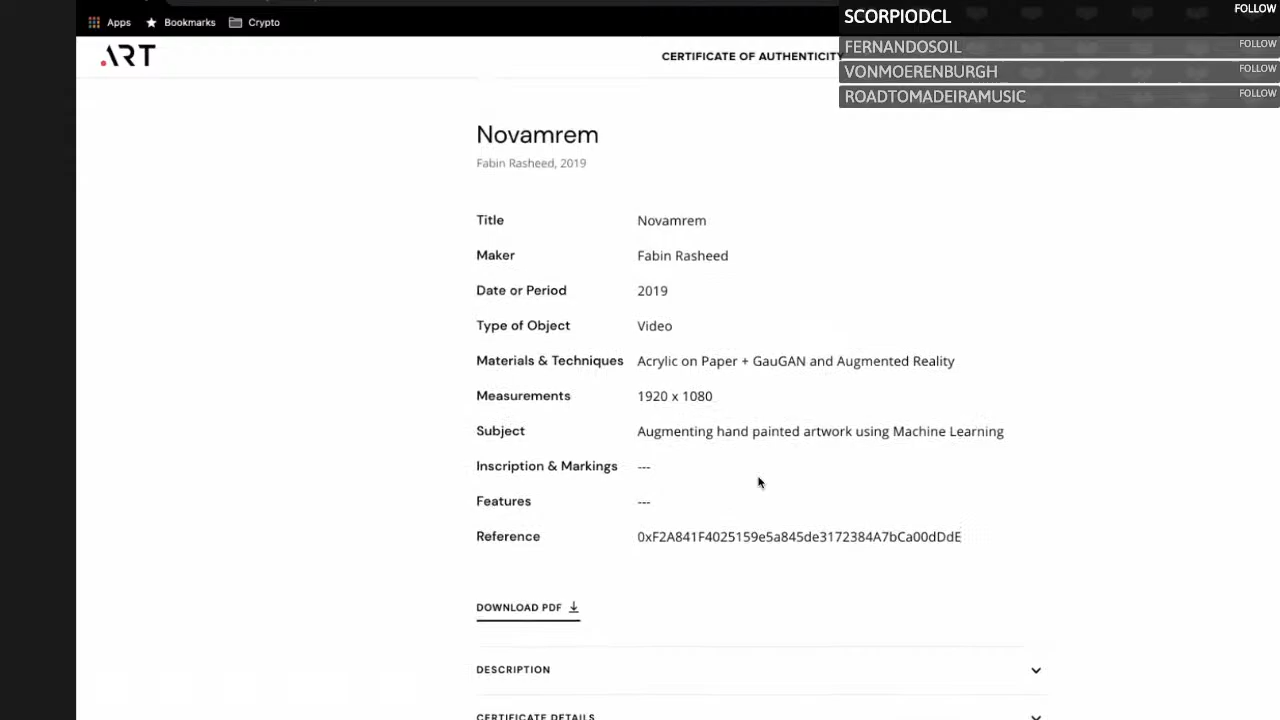 Apps Bookmarks Crypto
SCORPIODCL FOLLOW
FERNANDOSOIL FOLLOW
VONMOERENBURGH FOLLOW
ROADTOMADEIRAMUSIC FOLLOW
.ART CERTIFICATE OF AUTHENTICITY
Novamrem
Fabin Rasheed, 2019
Title Novamrem
Maker Fabin Rasheed
Date or Period 2019
Type of Object Video
Materials & Techniques Acrylic on Paper + GauGAN and Augmented Reality
Measurements 1920 x 1080
Subject Augmenting hand painted artwork using Machine Learning
Inscription & Markings ---
Features ---
Reference 0xF2A841F4025159e5a845de3172384A7bCa00dDdE
DOWNLOAD PDF
DESCRIPTION
CERTIFICATE DETAILS